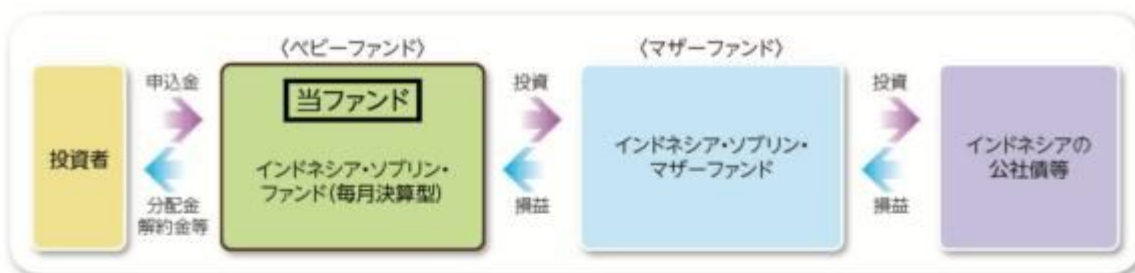 〈ベビーファンド〉
〈マザーファンド〉
投資者
申込金
分配金
解約金等
当ファンド
インドネシア・ソブリン・
ファンド(毎月決算型)
投資
損益
インドネシア・ソブリン・
マザーファンド
投資
損益
インドネシアの
公社債等